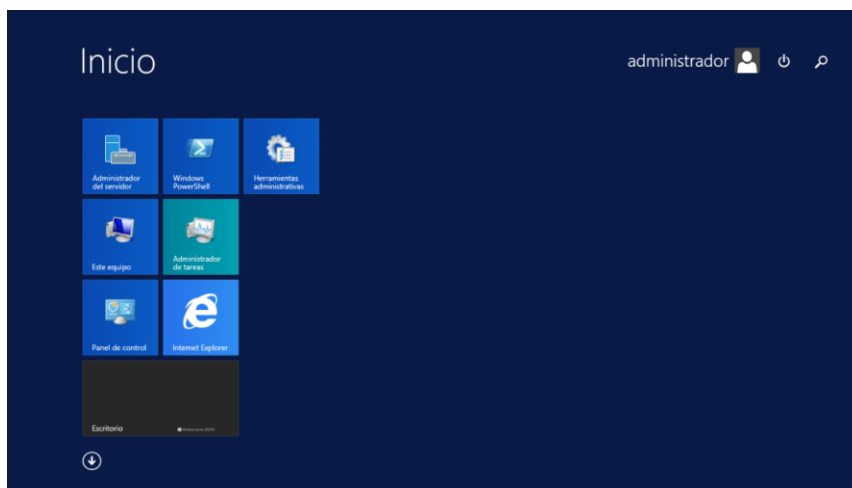 Inicio
administrador
Administrador
del servidor
Windows
PowerShell
Herramientas
administrativas
Este equipo
Administrador
de tareas
Panel de control
Internet Explorer
Escritorio